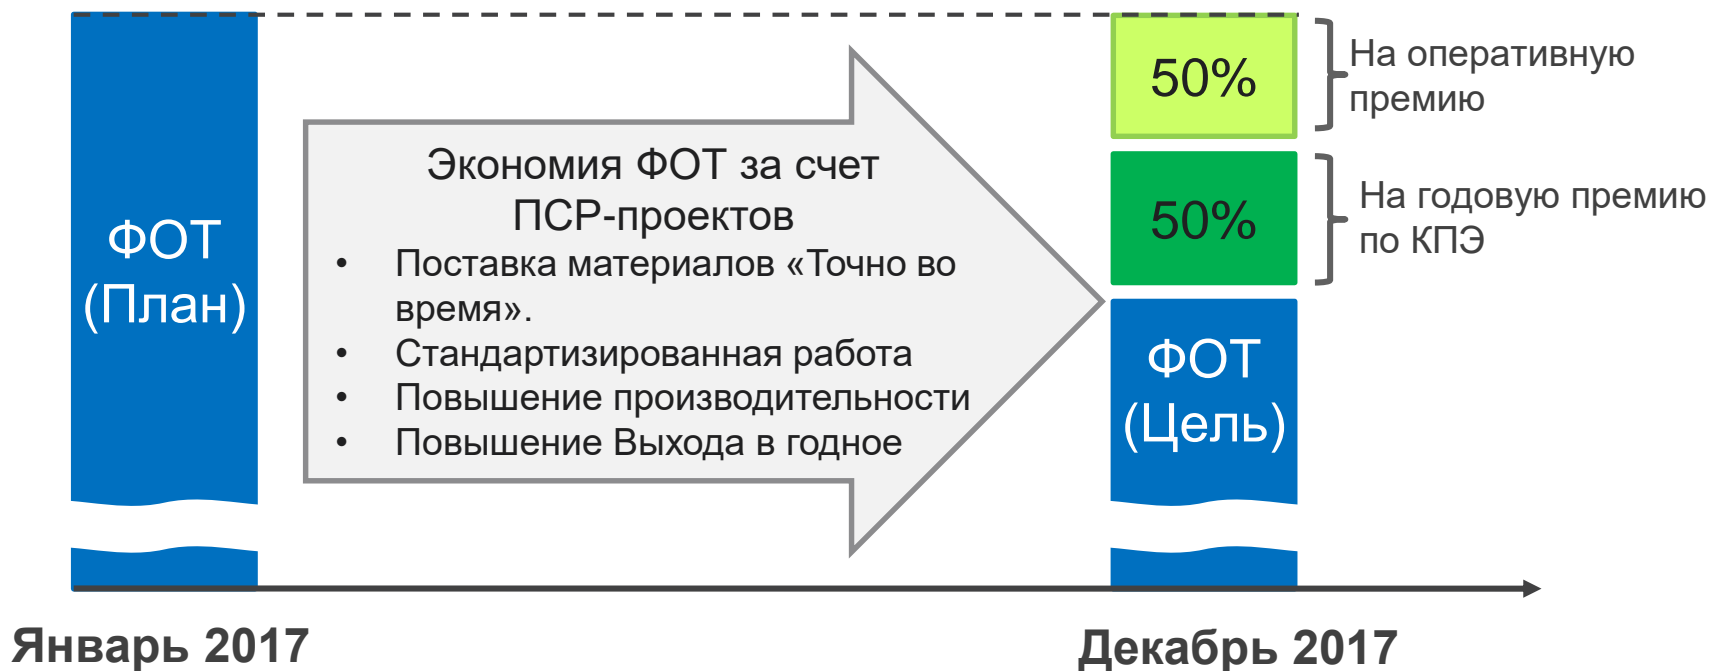 ФОТ
(План)
Экономия ФОТ за счет
ПСР-проектов
• Поставка материалов «Точно во
время».
• Стандартизированная работа
• Повышение производительности
• Повышение Выхода в годное
50%
На оперативную
премию
50%
На годовую премию
по КПЭ
ФОТ
(Цель)
Январь 2017
Декабрь 2017